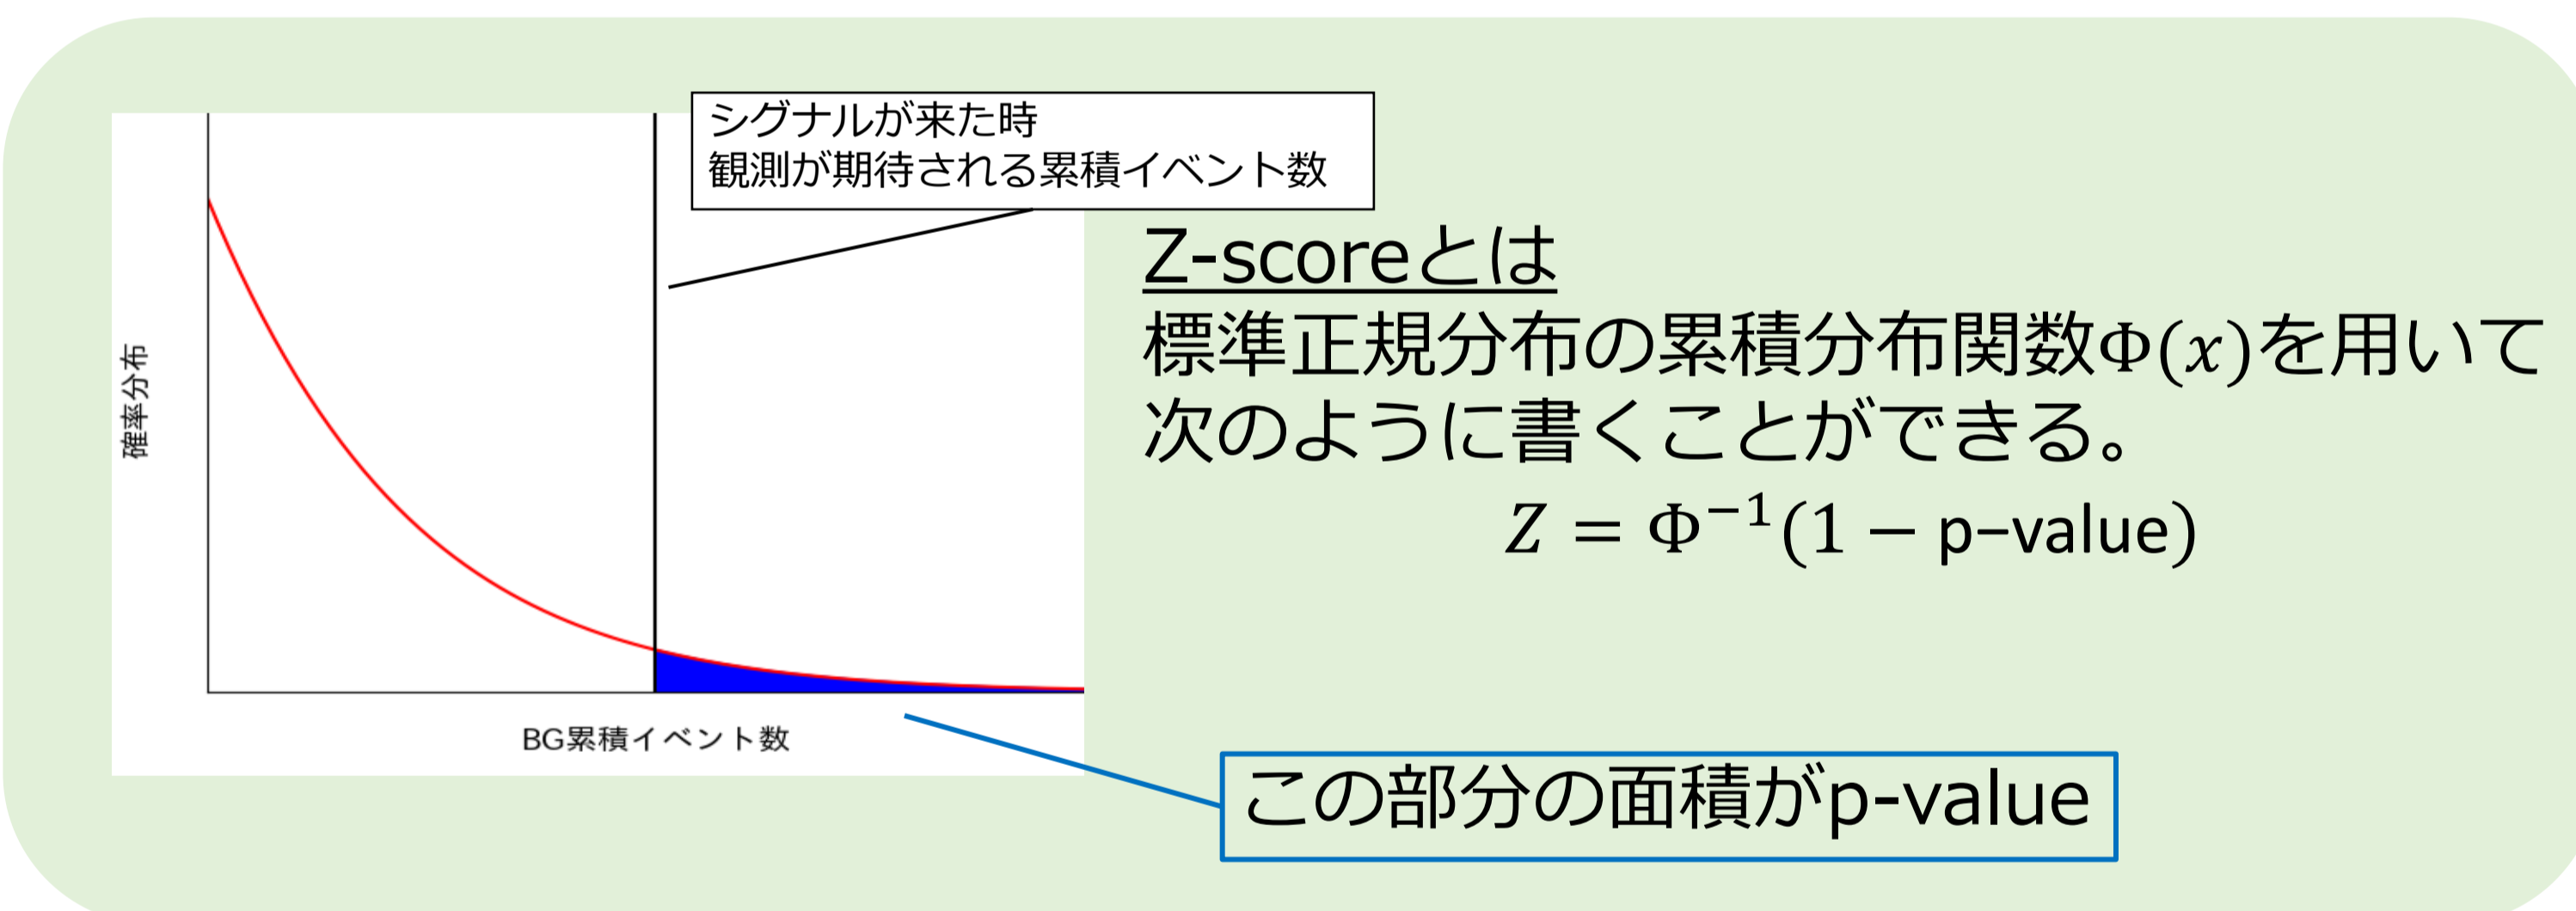 シグナルが来た時
観測が期待される累積イベント数
確率分布
BG累積イベント数
Z-scoreとは
標準正規分布の累積分布関数Φ(x)を用いて
次のように書くことができる。
Z = Φ⁻¹(1 − p−value)
この部分の面積がp-value